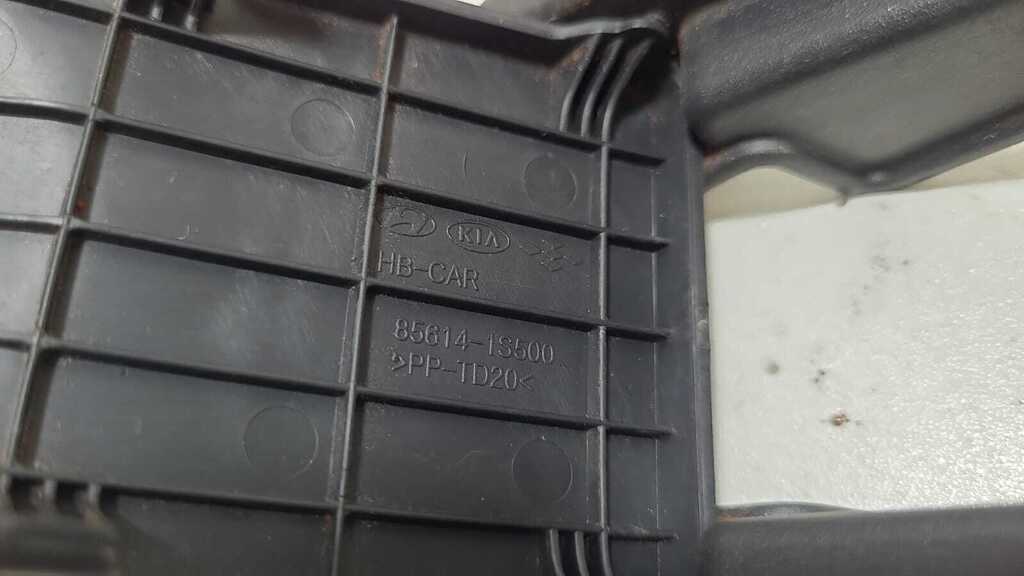 KIA
HB-CAR
85614-1S500
>PP-TD20<